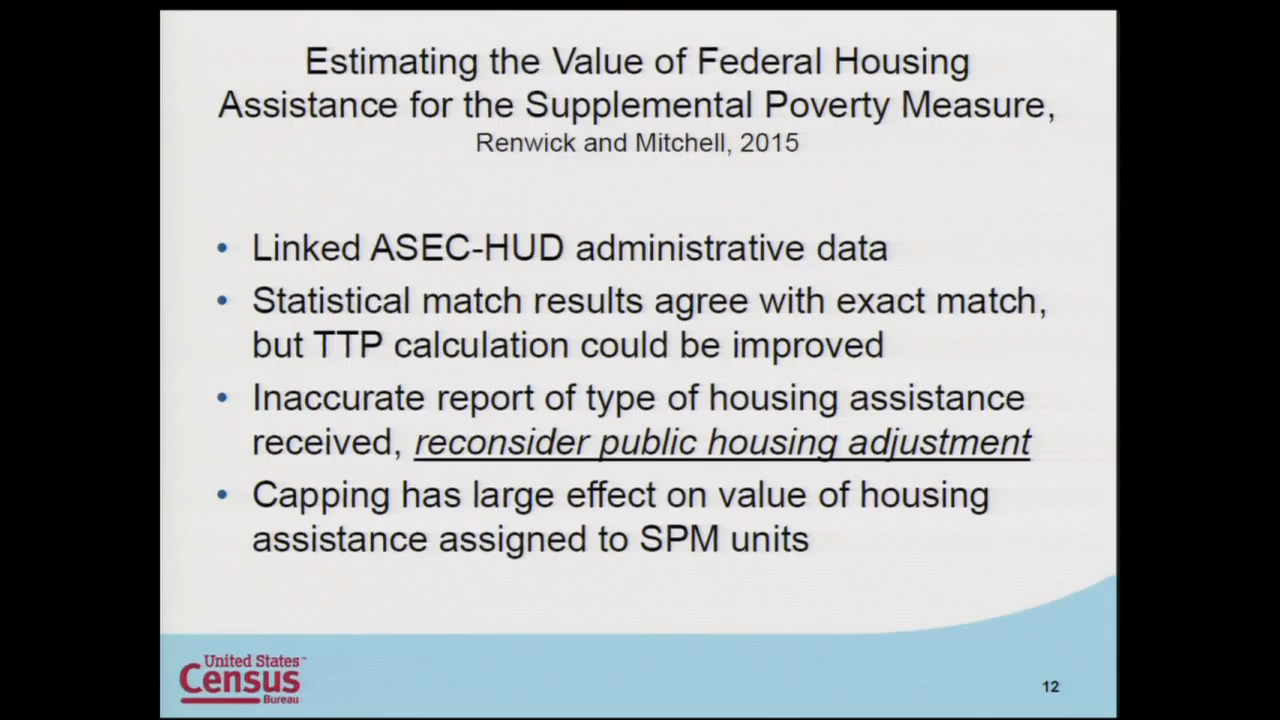 Estimating the Value of Federal Housing
Assistance for the Supplemental Poverty Measure,
Renwick and Mitchell, 2015
• Linked ASEC-HUD administrative data
• Statistical match results agree with exact match,
but TTP calculation could be improved
• Inaccurate report of type of housing assistance
received, reconsider public housing adjustment
• Capping has large effect on value of housing
assistance assigned to SPM units
United States™
Census
Bureau
12